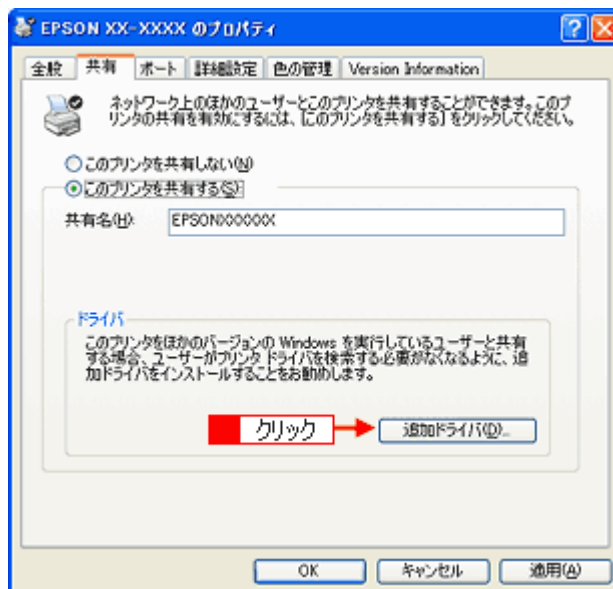 EPSON XX-XXXX のプロパティ
全般 共有 ポート 詳細設定 色の管理 Version Information
ネットワーク上のほかのユーザーとこのプリンタを共有することができます。このプ
リンタの共有を有効にするには、[このプリンタを共有する] をクリックしてください。
このプリンタを共有しない(N)
このプリンタを共有する(S)
共有名(H): EPSONXXXXXX
ドライバ
このプリンタをほかのバージョンの Windows を実行しているユーザーと共有
する場合、ユーザーがプリンタ ドライバを検索する必要がなくなるように、追
加ドライバをインストールすることをお勧めします。
クリック 追加ドライバ(D)...
OK キャンセル 適用(A)